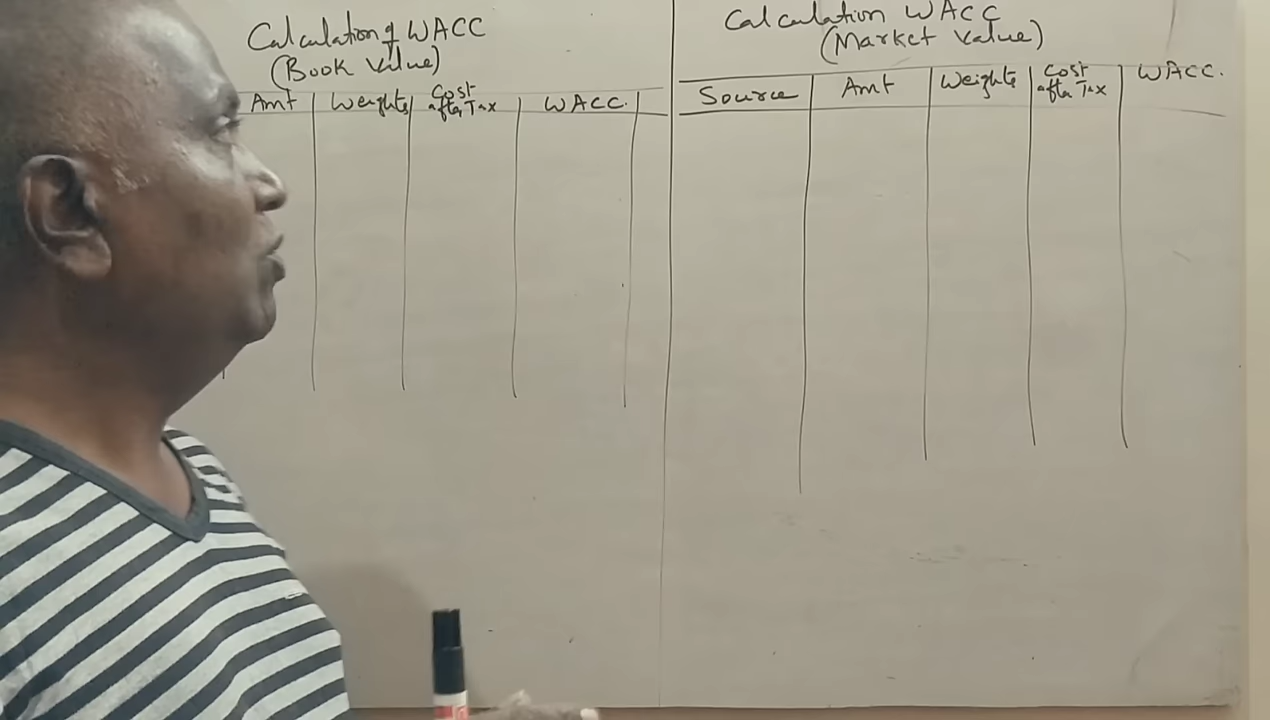 Calculation of WACC
(Book Value)
Amt Weights Cost after Tax WACC.
Calculation WACC
(Market Value)
Source Amt Weights Cost after Tax WACC.